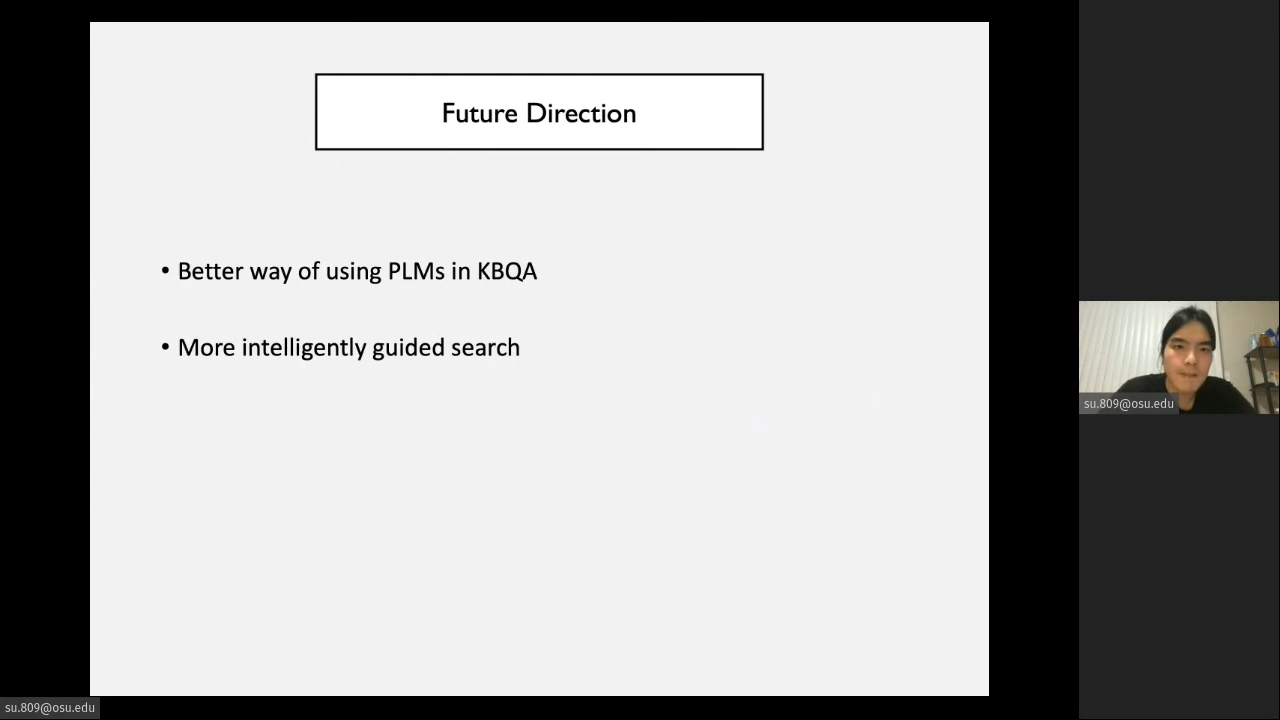 Future Direction
• Better way of using PLMs in KBQA
• More intelligently guided search
su.809@osu.edu
su.809@osu.edu